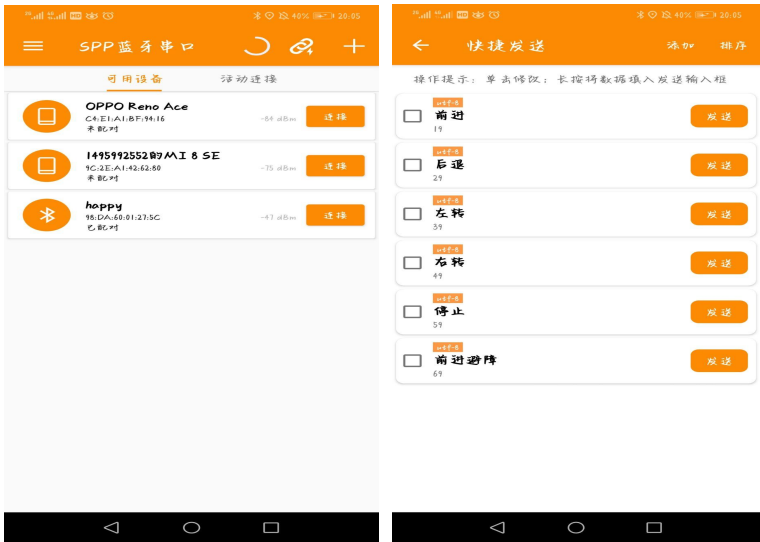 40% 20:05
SPP蓝牙串口
可用设备 活动连接
OPPO Reno Ace
C4:E1:A1:BF:94:16
未配对
-84 dBm
连接
1495992552的MI 8 SE
9C:2E:A1:42:62:80
未配对
-75 dBm
连接
happy
98:DA:60:01:27:5C
已配对
-47 dBm
连接
40% 20:05
快捷发送 添加 排序
操作提示: 单击修改; 长按将数据填入发送输入框
utf-8
前进
19
发送
utf-8
后退
29
发送
utf-8
左转
39
发送
utf-8
右转
49
发送
utf-8
停止
59
发送
utf-8
前进避障
69
发送